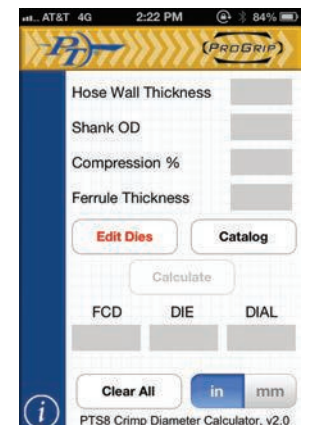 AT&T 4G 2:22 PM 84%
PT
(PROGRIP)
Hose Wall Thickness
Shank OD
Compression %
Ferrule Thickness
Edit Dies Catalog
Calculate
FCD DIE DIAL
Clear All in mm
i
PTS8 Crimp Diameter Calculator, v2.0